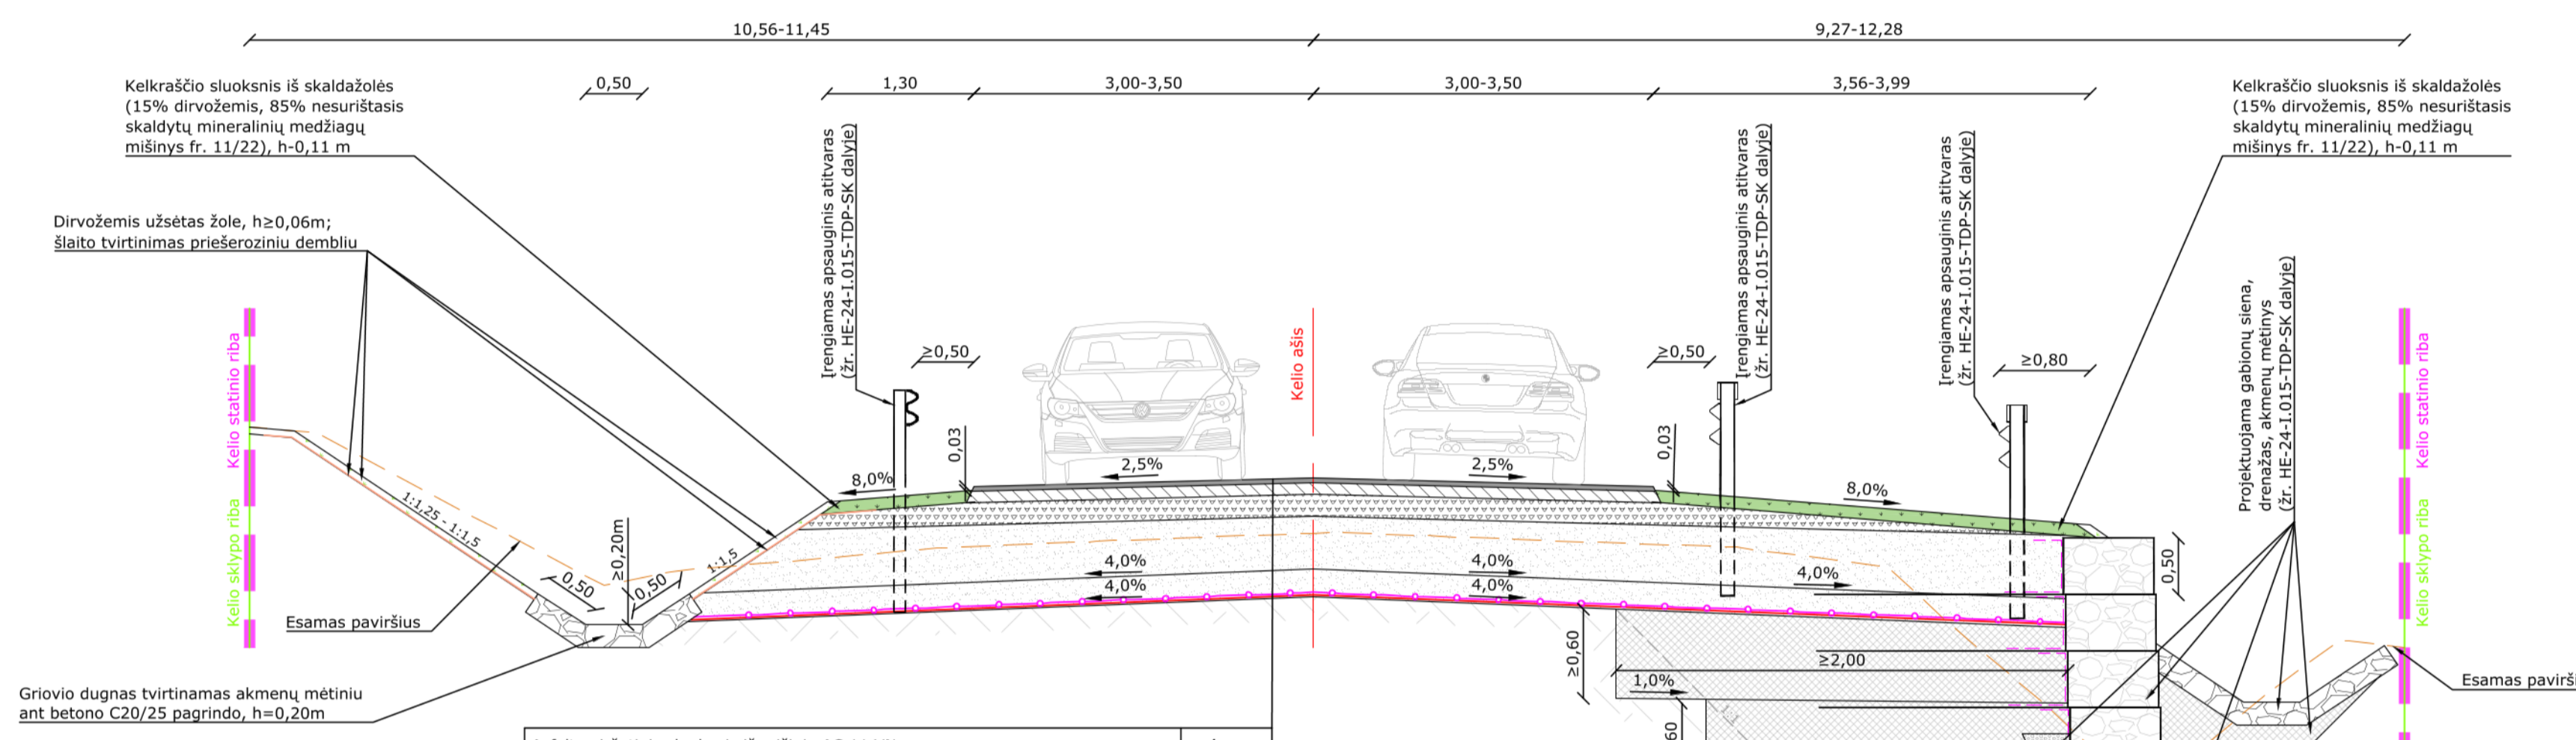 10,56-11,45
9,27-12,28
0,50
1,30
3,00-3,50
3,00-3,50
3,56-3,99
Kelkraščio sluoksnis iš skaldažolės
(15% dirvožemis, 85% nesurištasis
skaldytų mineralinių medžiagų
mišinys fr. 11/22), h-0,11 m
Kelkraščio sluoksnis iš skaldažolės
(15% dirvožemis, 85% nesurištasis
skaldytų mineralinių medžiagų
mišinys fr. 11/22), h-0,11 m
Dirvožemis užsėtas žole, h≥0,06m;
šlaito tvirtinimas priešeroziniu dembliu
Įrengiamas apsauginis atitvaras
(žr. HE-24-I.015-TDP-SK dalyje)
Įrengiamas apsauginis atitvaras
(žr. HE-24-I.015-TDP-SK dalyje)
Įrengiamas apsauginis atitvaras
(žr. HE-24-I.015-TDP-SK dalyje)
Projektuojama gabionų siena,
drenažas, akmenų mėtinys
(žr. HE-24-I.015-TDP-SK dalyje)
Kelio statinio riba
Kelio sklypo riba
Kelio ašis
Kelio statinio riba
Kelio sklypo riba
≥0,50
≥0,50
≥0,80
0,03
0,03
8,0%
2,5%
2,5%
8,0%
1:1,25 - 1:1,5
≥0,20m
1:1,5
0,50
0,50
4,0%
4,0%
4,0%
4,0%
4,0%
0,50
Esamas paviršius
≥0,60
≥2,00
1,0%
60
Esamas pavirši
Griovio dugnas tvirtinamas akmenų mėtiniu
ant betono C20/25 pagrindo, h=0,20m